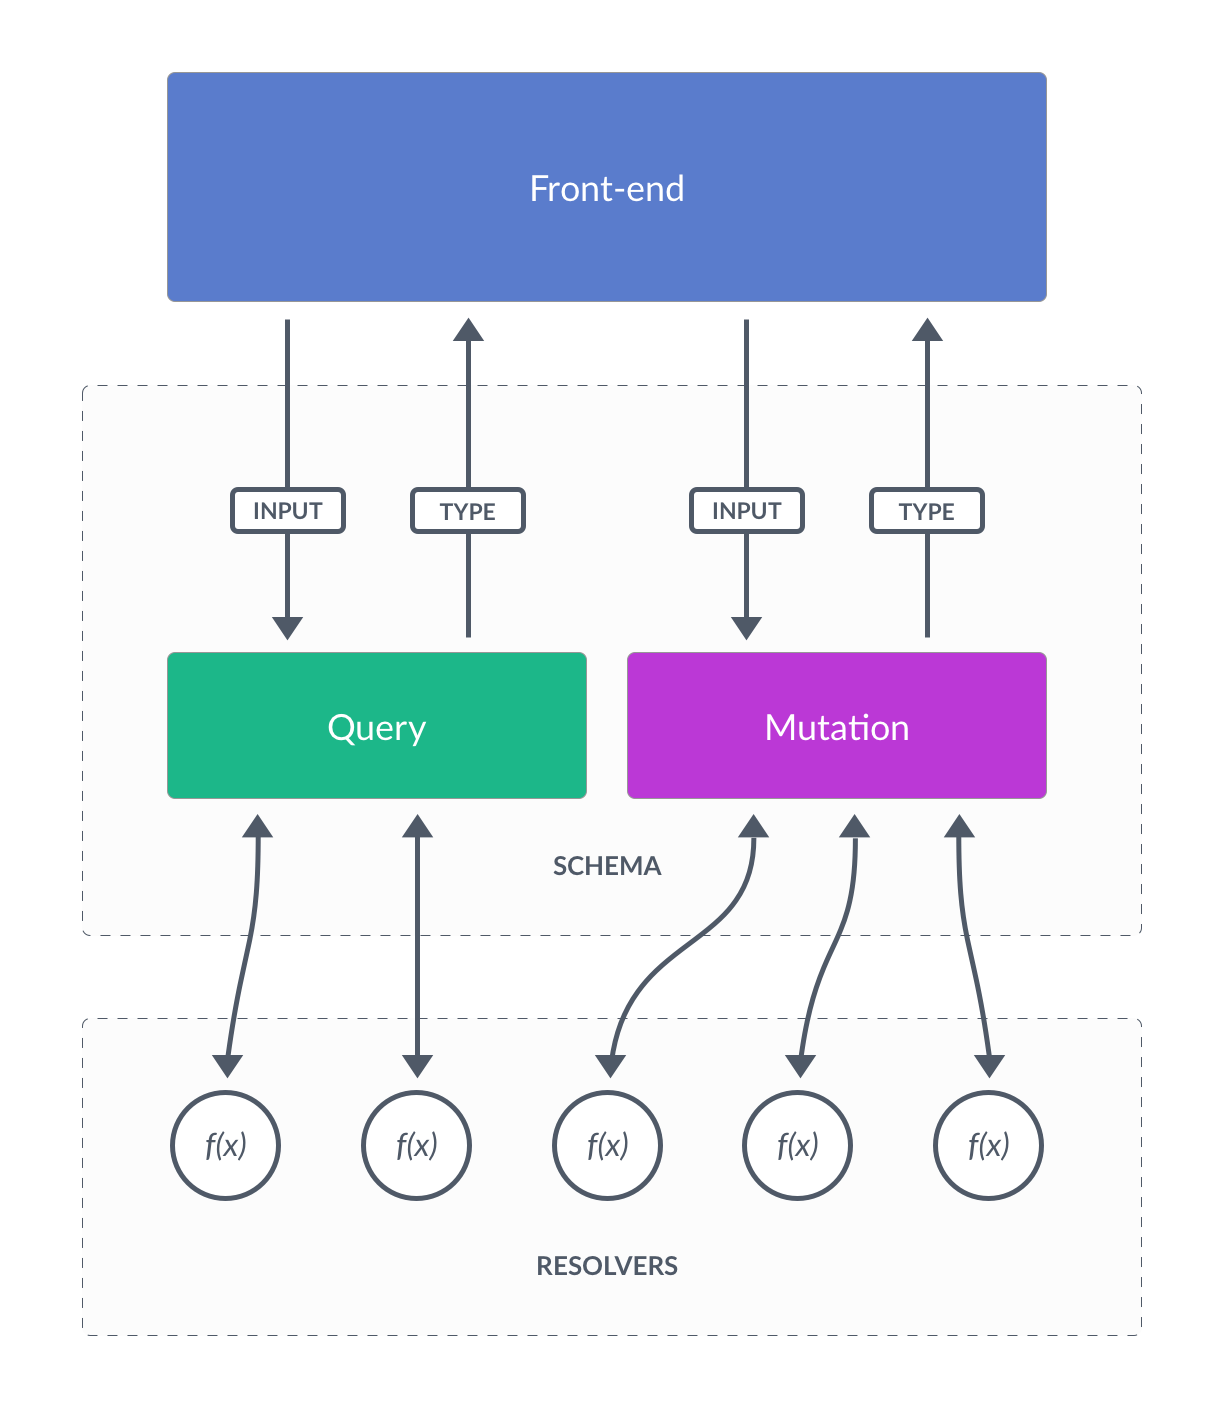 Front-end
INPUT
TYPE
INPUT
TYPE
Query
Mutation
SCHEMA
f(x)
f(x)
f(x)
f(x)
f(x)
RESOLVERS